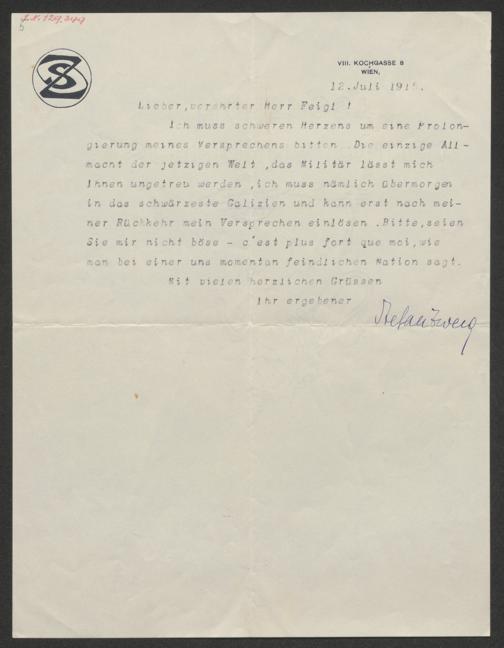 I.N. 129.249
SZ
VIII. KOCHGASSE 8
WIEN,
12.Juli 1915.
Lieber,verehrter Herr Feigl !
Ich muss schweren Herzens um eine Prolon-
gierung meines Versprechens bitten. Die einzige All-
macht der jetzigen Welt ,das Militär lässt mich
Ihnen ungetreu werden ,ich muss nämlich übermorgen
in das schwärzeste Galizien und kann erst nach mei-
ner Rückkehr mein Versprechen einlösen .Bitte,seien
Sie mir nicht böse - c'est plus fort que moi,wie
man bei einer uns momentan feindlichen Nation sagt.
Mit vielen herzlichen Grüssen
Ihr ergebener
Stefan Zweig